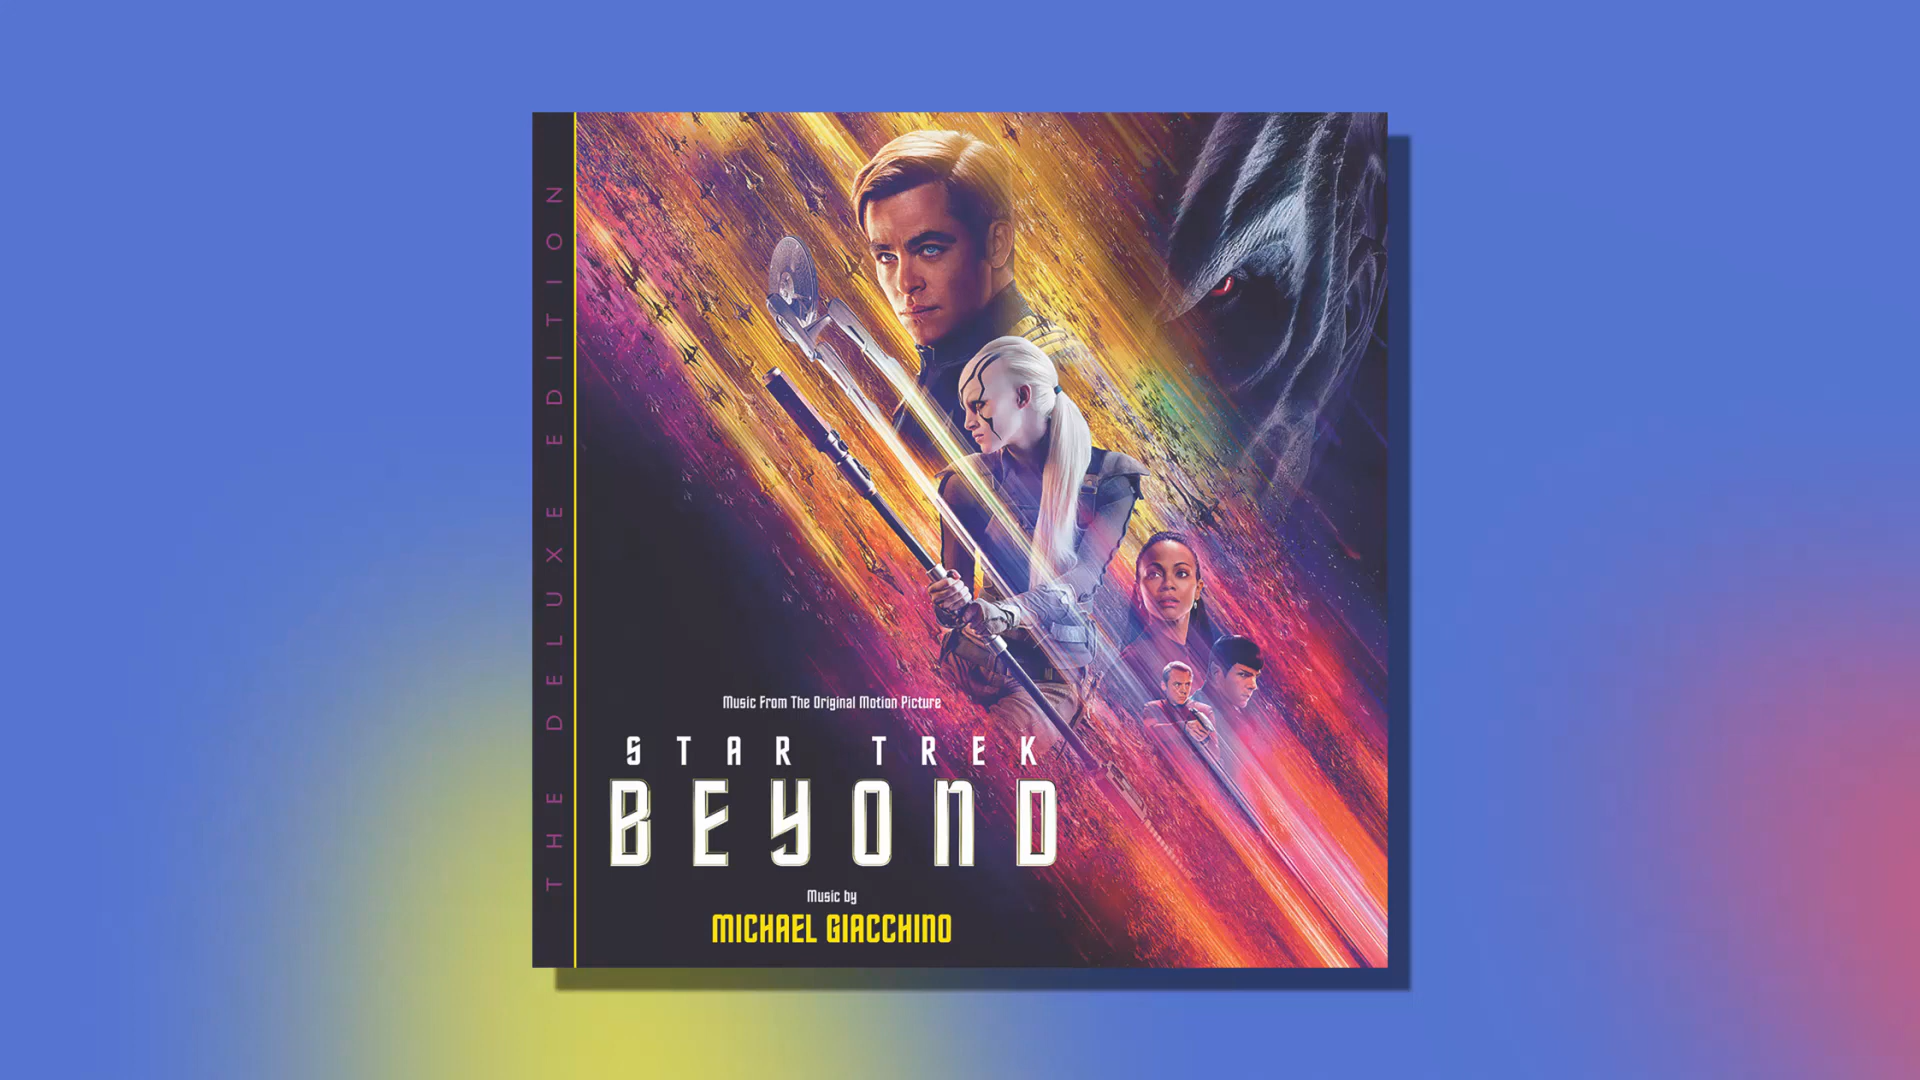 THE DELUXE EDITION
Music From The Original Motion Picture
STAR TREK
BEYOND
Music by
MICHAEL GIACCHINO